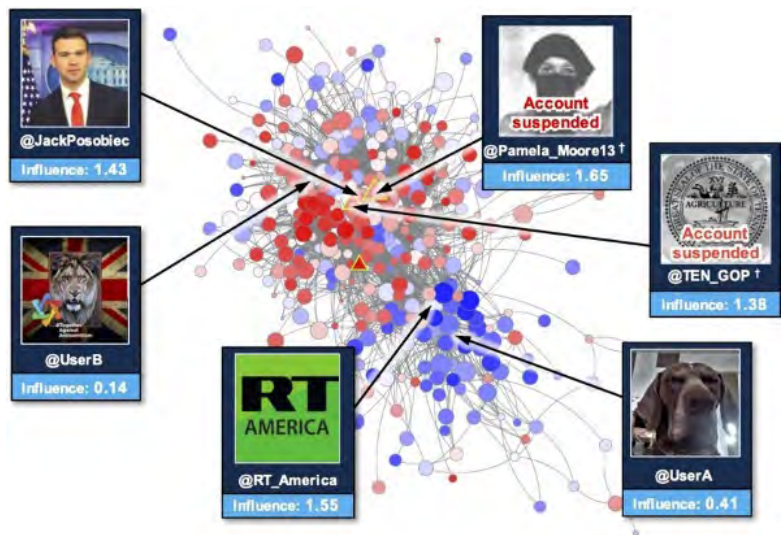 @JackPosobiec
Influence: 1.43
Account
suspended
@Pamela_Moore13 †
Influence: 1.65
AGRICULTURE
Account
suspended
@TEN_GOP †
Influence: 1.38
@UserB
Influence: 0.14
RT
AMERICA
@RT_America
Influence: 1.55
@UserA
Influence: 0.41